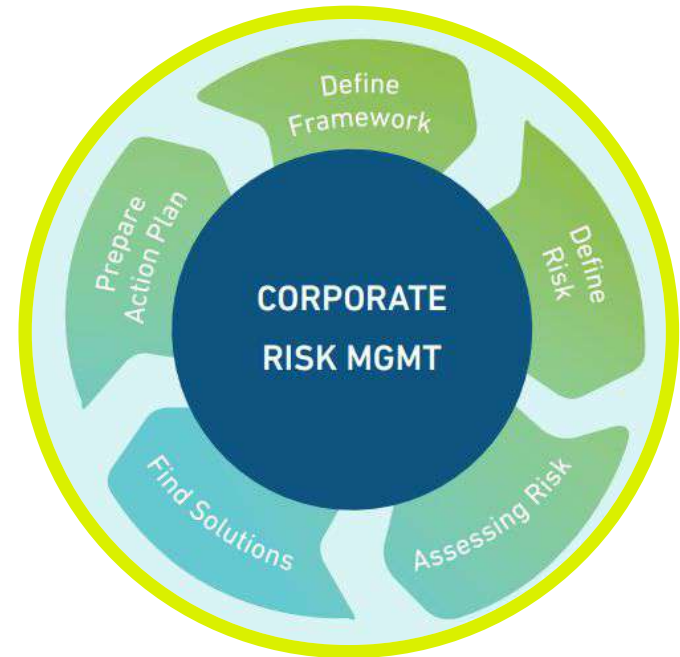 Define
Framework
Define
Risk
Assessing Risk
Find Solutions
Prepare
Action Plan
CORPORATE
RISK MGMT